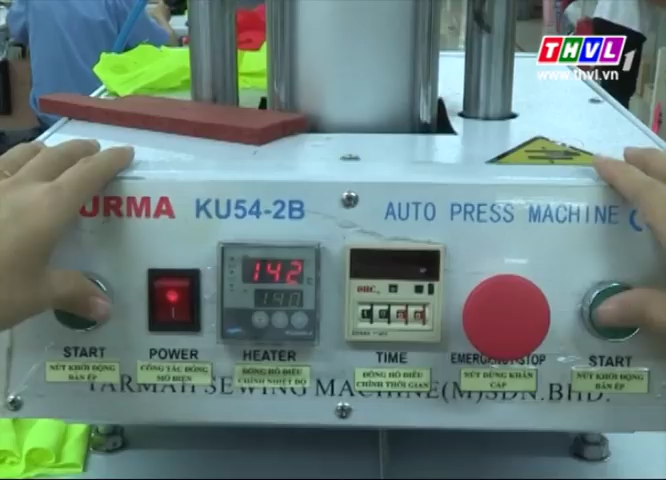 THVL1
www.thvl.vn
URMA KU54-2B AUTO PRESS MACHINE
142
140
START POWER HEATER TIME EMERGENCY STOP START
NÚT KHỞI ĐỘNG BÀN ÉP
CÔNG TẮC ĐÓNG MỞ ĐIỆN
ĐỒNG HỒ ĐIỀU CHỈNH NHIỆT ĐỘ
ĐỒNG HỒ ĐIỀU CHỈNH THỜI GIAN
NÚT DỪNG KHẨN CẤP
NÚT KHỞI ĐỘNG BÀN ÉP
TARMAH SEWING MACHINE(M)SDN.BHD.